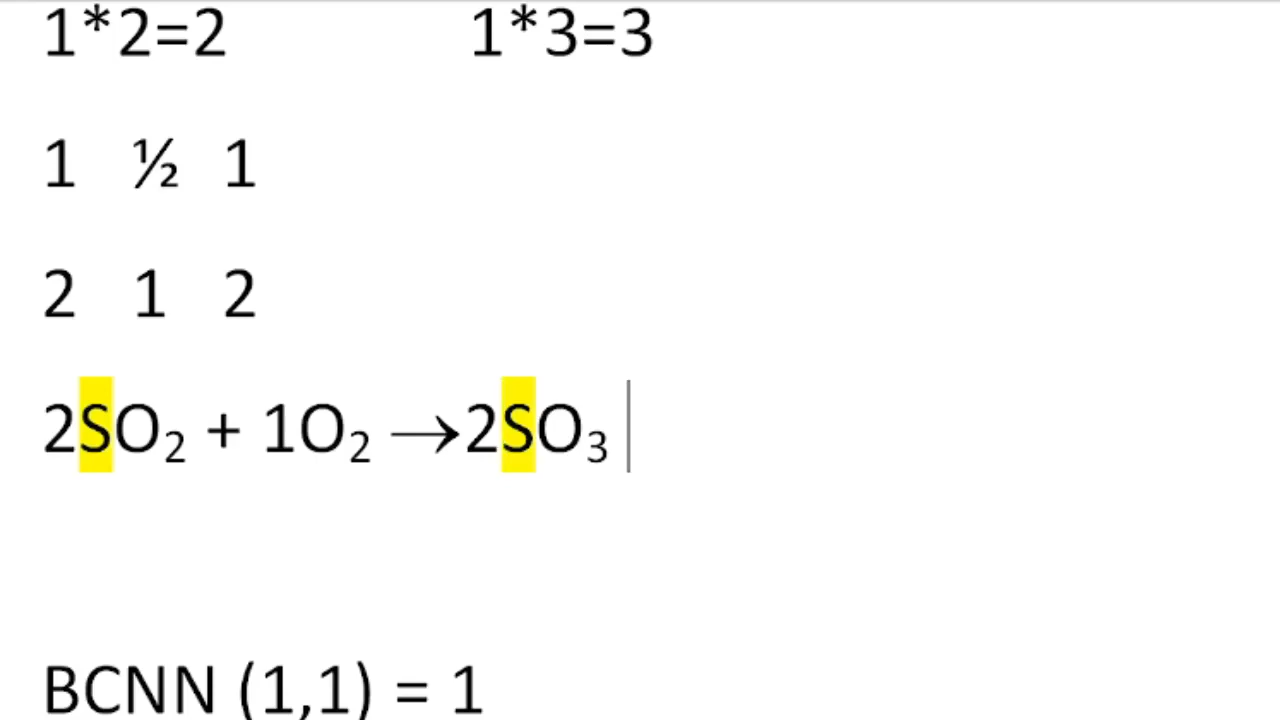 1*2=2 1*3=3
1 ½ 1
2 1 2
2SO₂ + 1O₂ →2SO₃
BCNN (1,1) = 1